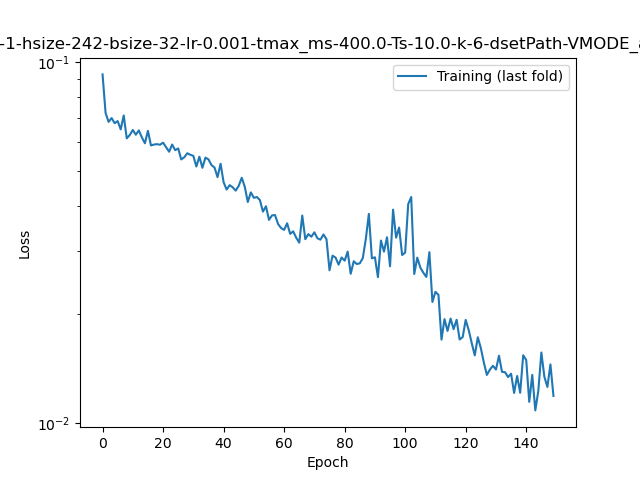 -1-hsize-242-bsize-32-lr-0.001-tmax_ms-400.0-Ts-10.0-k-6-dsetPath-VMODE_
Training (last fold)
10⁻¹
Loss
10⁻²
0 20 40 60 80 100 120 140
Epoch